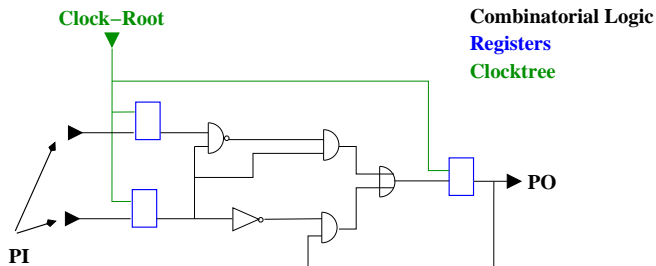 Clock-Root
Combinatorial Logic
Registers
Clocktree
PO
PI